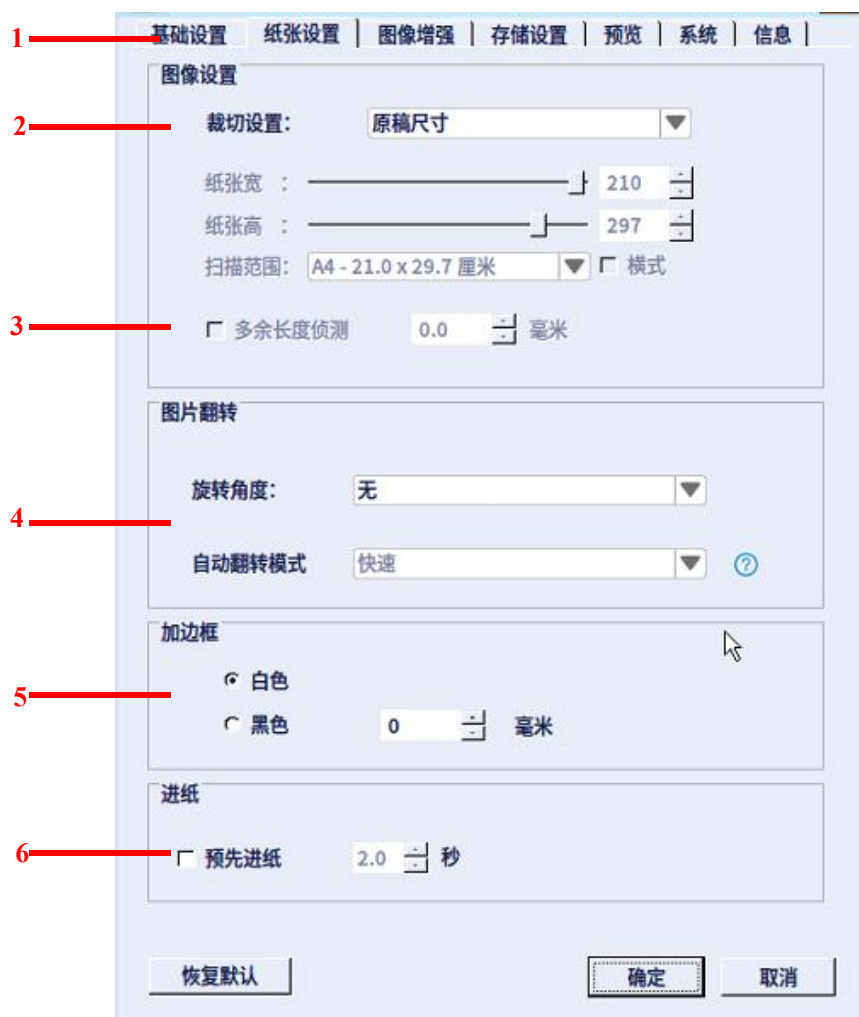 1
基础设置 纸张设置 图像增强 存储设置 预览 系统 信息
图像设置
2
裁切设置: 原稿尺寸
纸张宽 : 210
纸张高 : 297
扫描范围: A4 - 21.0 x 29.7 厘米 横式
3
多余长度侦测 0.0 毫米
图片翻转
旋转角度: 无
4
自动翻转模式 快速 ?
加边框
5
白色
黑色 0 毫米
进纸
6
预先进纸 2.0 秒
恢复默认 确定 取消